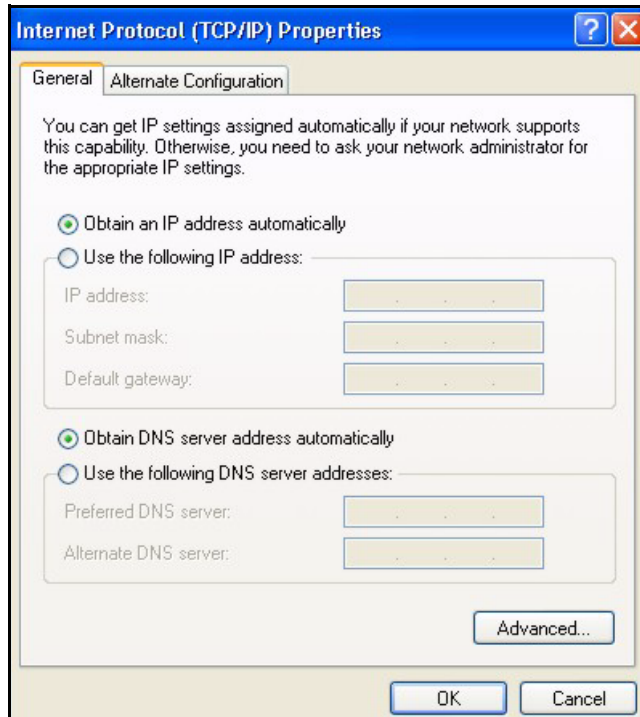 Internet Protocol (TCP/IP) Properties
General
Alternate Configuration
You can get IP settings assigned automatically if your network supports
this capability. Otherwise, you need to ask your network administrator for
the appropriate IP settings.
Obtain an IP address automatically
Use the following IP address:
IP address:
Subnet mask:
Default gateway:
Obtain DNS server address automatically
Use the following DNS server addresses:
Preferred DNS server:
Alternate DNS server:
Advanced...
OK
Cancel